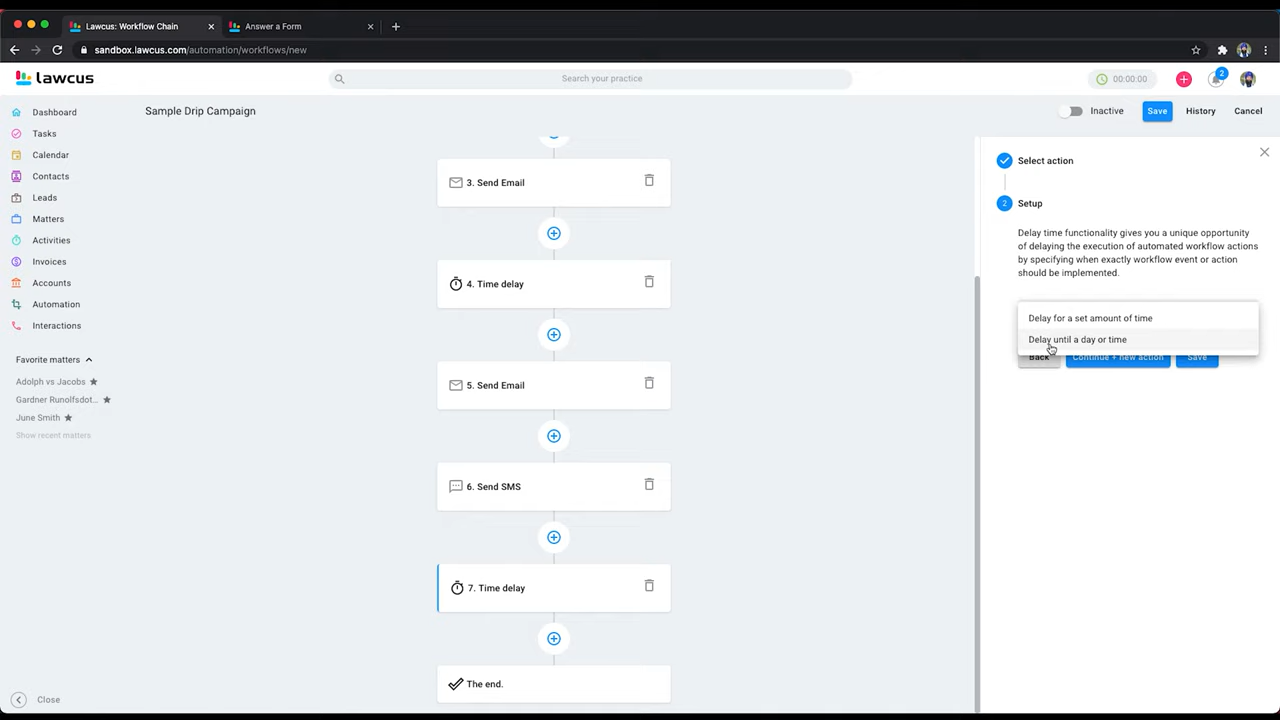 Lawcus: Workflow Chain
Answer a Form
sandbox.lawcus.com/automation/workflows/new
lawcus
Search your practice
00:00:00
2
Dashboard
Tasks
Calendar
Contacts
Leads
Matters
Activities
Invoices
Accounts
Automation
Interactions
Favorite matters
Adolph vs Jacobs
Gardner Runolfsdot...
June Smith
Show recent matters
Close
Sample Drip Campaign
Inactive
Save
History
Cancel
3. Send Email
4. Time delay
5. Send Email
6. Send SMS
7. Time delay
The end.
Select action
2 Setup
Delay time functionality gives you a unique opportunity
of delaying the execution of automated workflow actions
by specifying when exactly workflow event or action
should be implemented.
Delay for a set amount of time
Delay until a day or time
Back
Continue + new action
Save